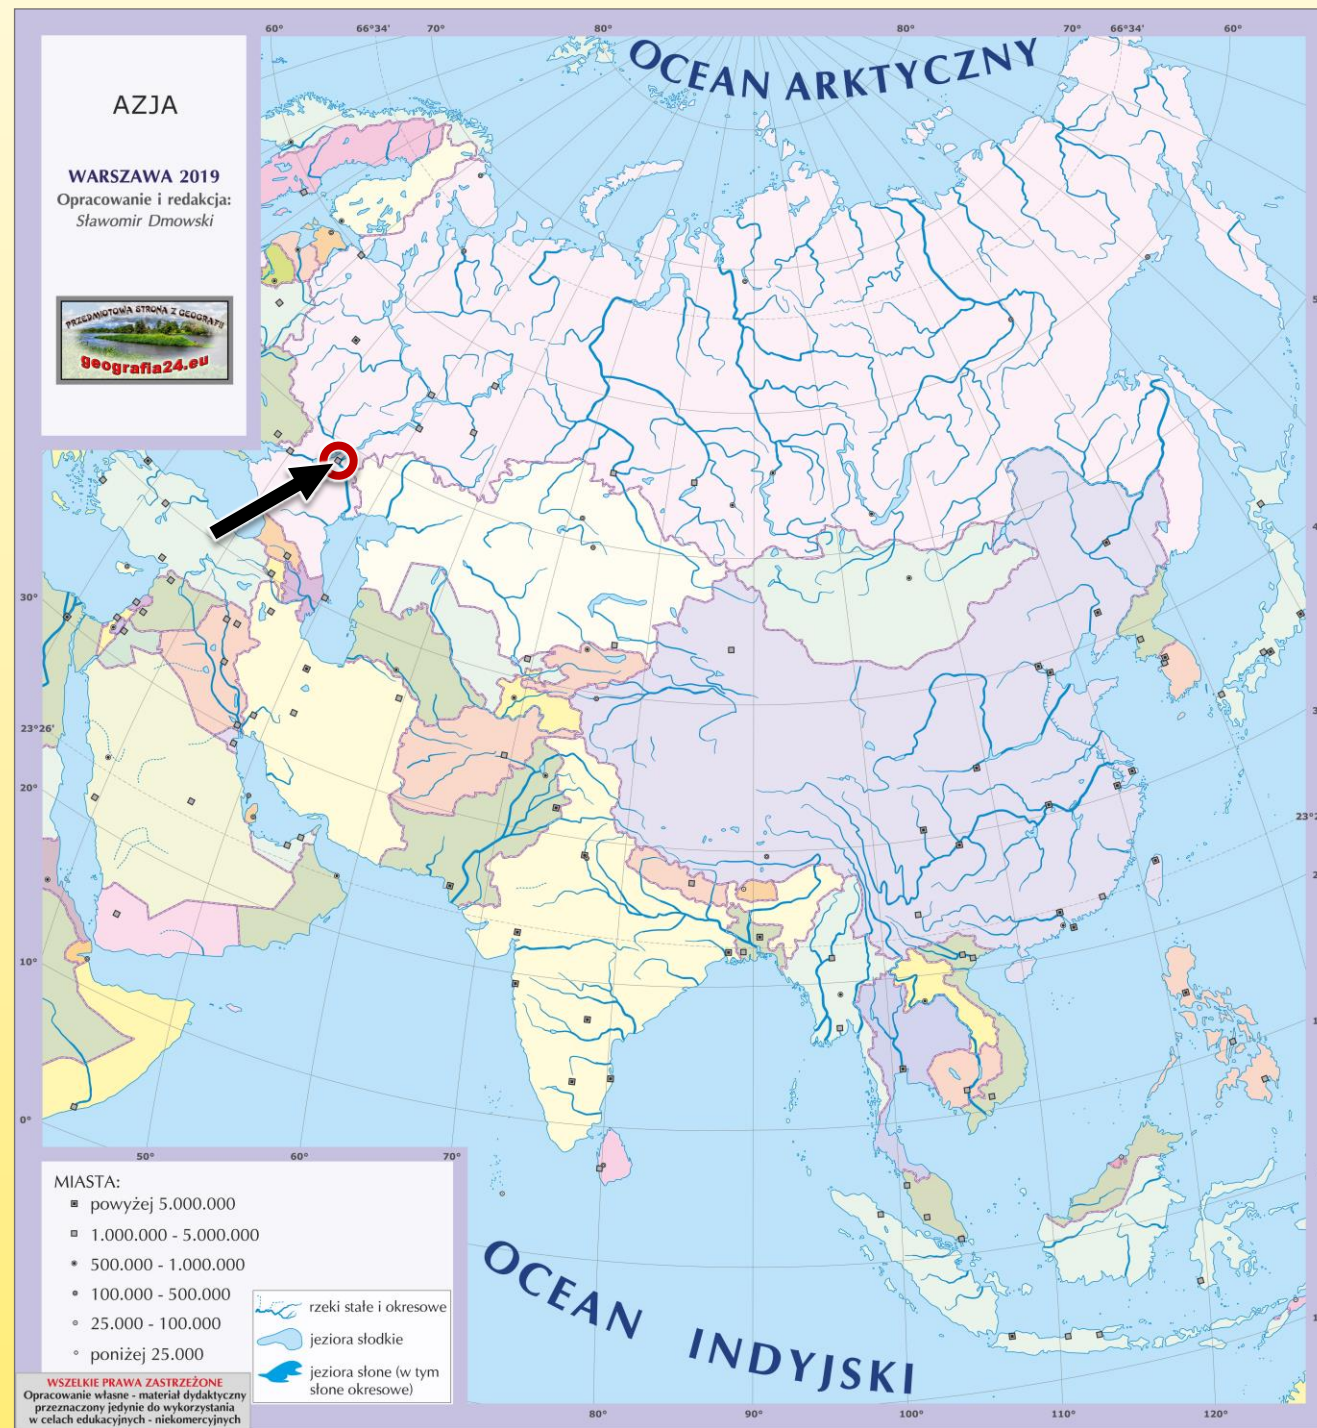 60°
66°34'
70°
80°
80°
70°
66°34'
60°
OCEAN ARKTYCZNY
AZJA
WARSZAWA 2019
Opracowanie i redakcja:
Sławomir Dmowski
PRZEDMIOTOWA STRONA Z GEOGRAFII
geografia24.eu
30°
23°26'
20°
10°
0°
50°
60°
70°
MIASTA:
powyżej 5.000.000
1.000.000 - 5.000.000
500.000 - 1.000.000
100.000 - 500.000
25.000 - 100.000
poniżej 25.000
rzeki stałe i okresowe
jeziora słodkie
jeziora słone (w tym
słone okresowe)
OCEAN INDYJSKI
WSZELKIE PRAWA ZASTRZEŻONE
Opracowanie własne - materiał dydaktyczny
przeznaczony jedynie do wykorzystania
w celach edukacyjnych - niekomercyjnych
80°
90°
100°
110°
120°